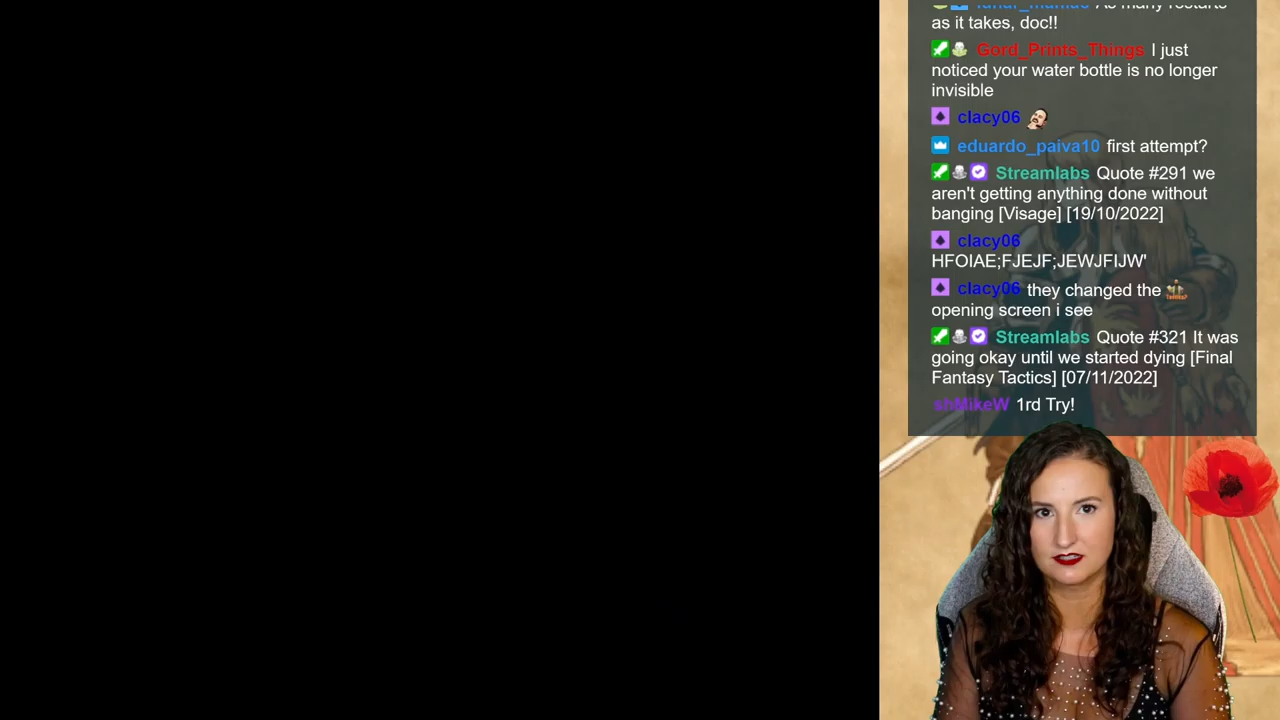 as it takes, doc!!
Gord_Prints_Things I just
noticed your water bottle is no longer
invisible
clacy06
eduardo_paiva10 first attempt?
Streamlabs Quote #291 we
aren't getting anything done without
banging [Visage] [19/10/2022]
clacy06
HFOIAE;FJEJF;JEWJFIJW'
clacy06 they changed the
opening screen i see
Streamlabs Quote #321 It was
going okay until we started dying [Final
Fantasy Tactics] [07/11/2022]
shMikeW 1rd Try!